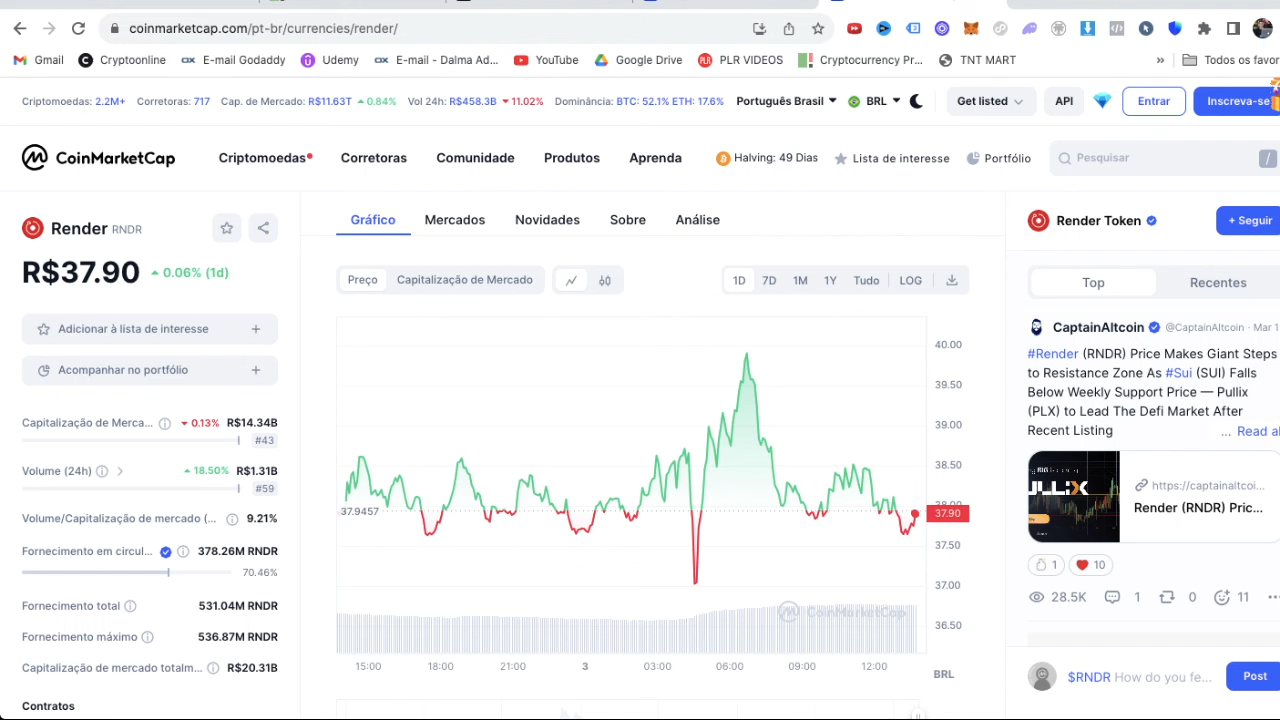 coinmarketcap.com/pt-br/currencies/render/
Gmail Cryptoonline E-mail Godaddy Udemy E-mail - Dalma Ada... YouTube Google Drive PLR VIDEOS Cryptocurrency Pr... TNT MART » Todos os favor
Criptomoedas: 2.2M+ Corretoras: 717 Cap. de Mercado: R$11.63T 0.84% Vol 24h: R$458.3B 11.02% Dominância: BTC: 52.1% ETH: 17.6% Português Brasil BRL Get listed API Entrar Inscreva-se
CoinMarketCap Criptomoedas Corretoras Comunidade Produtos Aprenda Halving: 49 Dias Lista de interesse Portfólio Pesquisar /
Render RNDR
R$37.90 0.06% (1d)
Adicionar à lista de interesse +
Acompanhar no portfólio +
Capitalização de Merca... 0.13% R$14.34B
#43
Volume (24h) 18.50% R$1.31B
#59
Volume/Capitalização de mercado (... 9.21%
Fornecimento em circul... 378.26M RNDR
70.46%
Fornecimento total 531.04M RNDR
Fornecimento máximo 536.87M RNDR
Capitalização de mercado totalm... R$20.31B
Contratos
Gráfico Mercados Novidades Sobre Análise
Preço Capitalização de Mercado 1D 7D 1M 1Y Tudo LOG
40.00
39.50
39.00
38.50
38.00
37.9457 37.90
37.50
37.00
36.50
CoinMarketCap
15:00 18:00 21:00 3 03:00 06:00 09:00 12:00
BRL
Render Token + Seguir
Top Recentes
CaptainAltcoin @CaptainAltcoin · Mar 1
#Render (RNDR) Price Makes Giant Steps
to Resistance Zone As #Sui (SUI) Falls
Below Weekly Support Price — Pullix
(PLX) to Lead The Defi Market After
Recent Listing ... Read al
https://captainaltcoi...
Render (RNDR) Pric...
1 10
28.5K 1 0 11
$RNDR How do you fe... Post